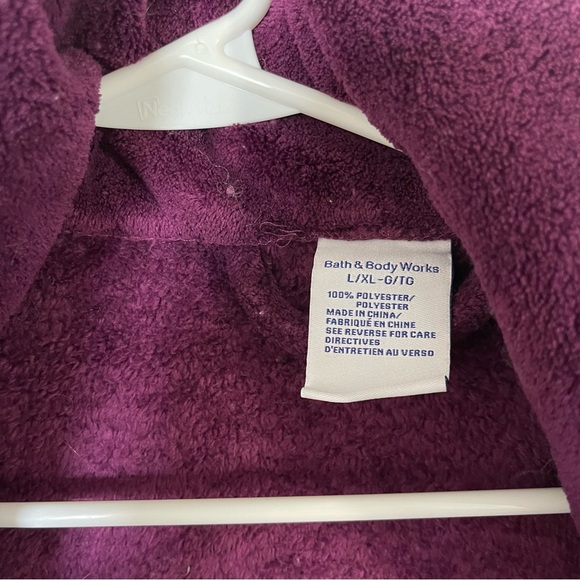 Bath & Body Works
L/XL-G/TG
100% POLYESTER/
POLYESTER
MADE IN CHINA/
FABRIQUÉ EN CHINE
SEE REVERSE FOR CARE
DIRECTIVES
D'ENTRETIEN AU VERSO